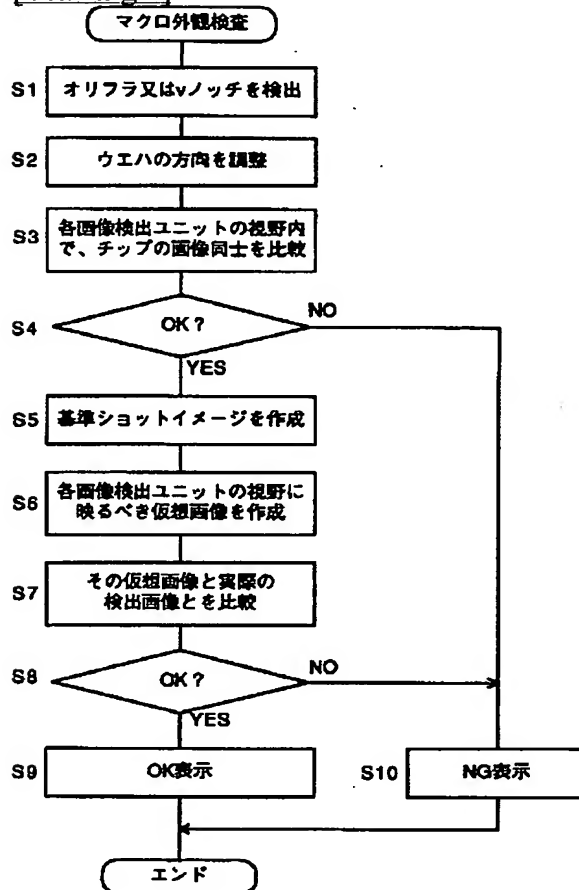 マクロ外観検査
S1
オリフラ又はvノッチを検出
S2
ウエハの方向を調整
S3
各画像検出ユニットの視野内
で、チップの画像同士を比較
S4
OK?
NO
YES
S5
基準ショットイメージを作成
S6
各画像検出ユニットの視野に
映るべき仮想画像を作成
S7
その仮想画像と実際の
検出画像とを比較
S8
OK?
NO
YES
S9
OK表示
S10
NG表示
エンド